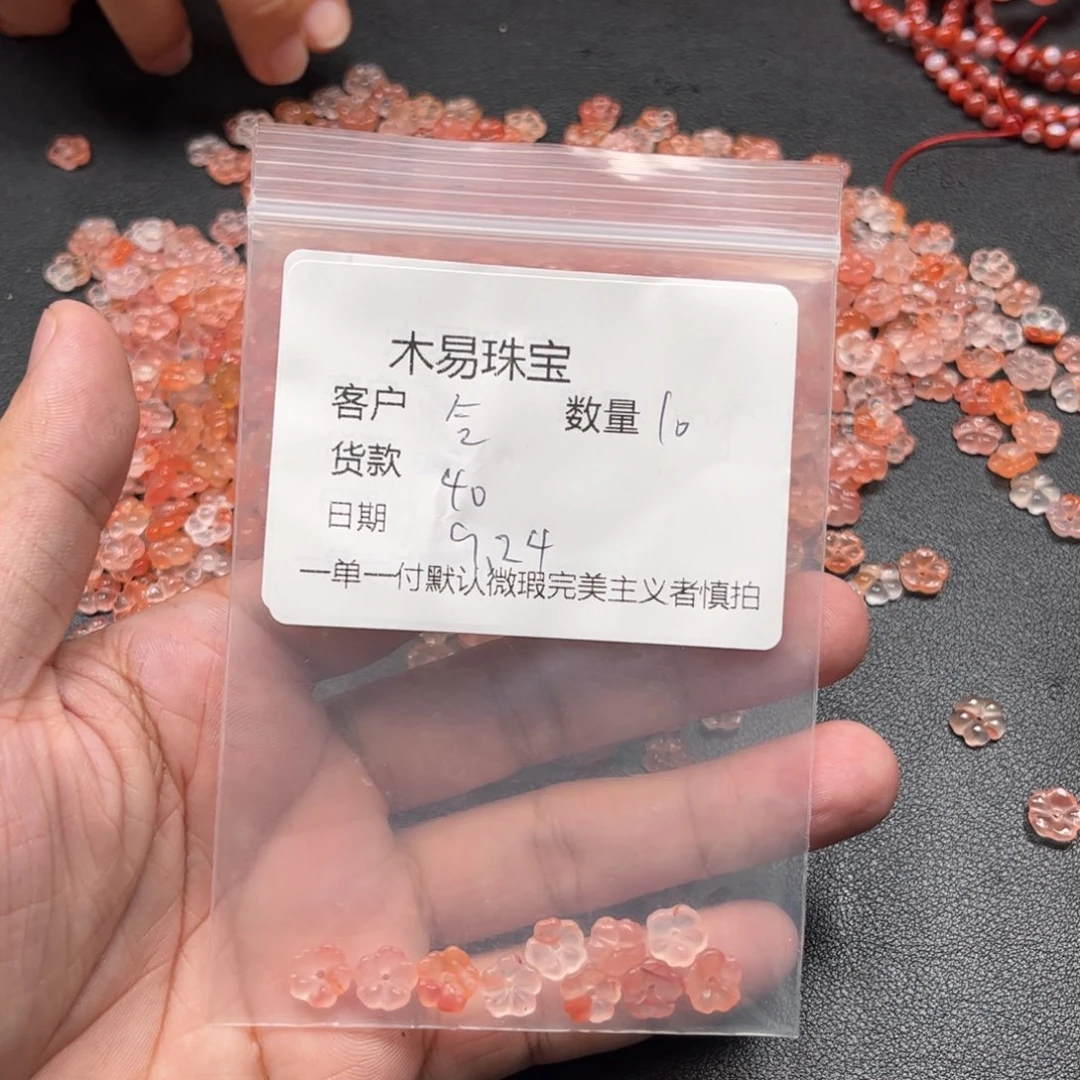 木易珠宝
客户 数量 10
货款 40
日期 9.24
一单一付默认微瑕完美主义者慎拍